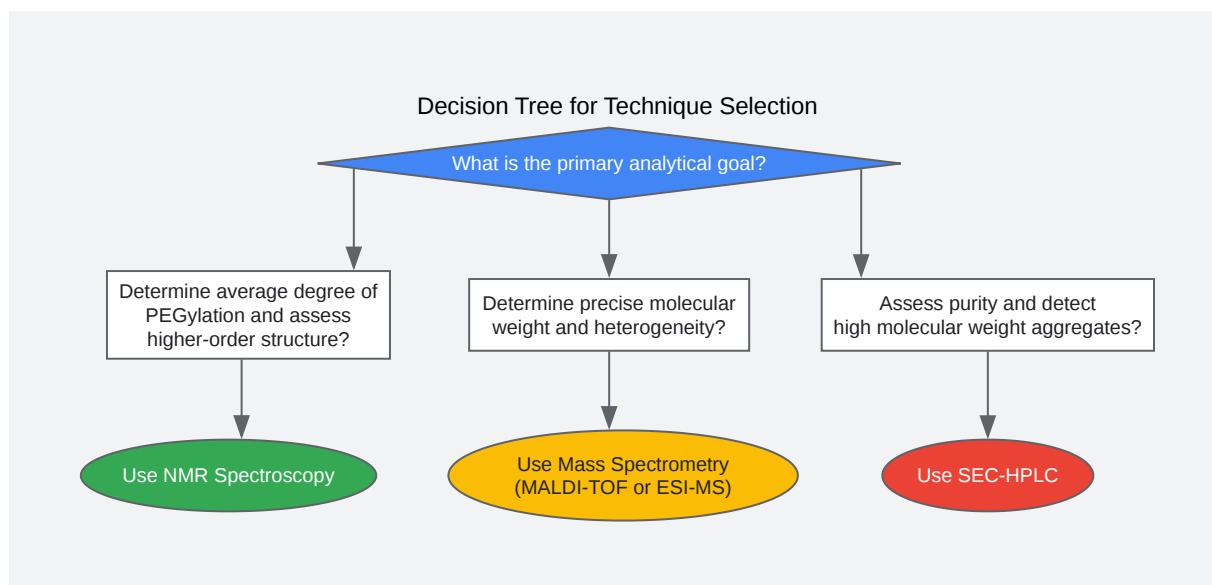 Decision Tree for Technique Selection
What is the primary analytical goal?
Determine average degree of
PEGylation and assess
higher-order structure?
Determine precise molecular
weight and heterogeneity?
Assess purity and detect
high molecular weight aggregates?
Use NMR Spectroscopy
Use Mass Spectrometry
(MALDI-TOF or ESI-MS)
Use SEC-HPLC